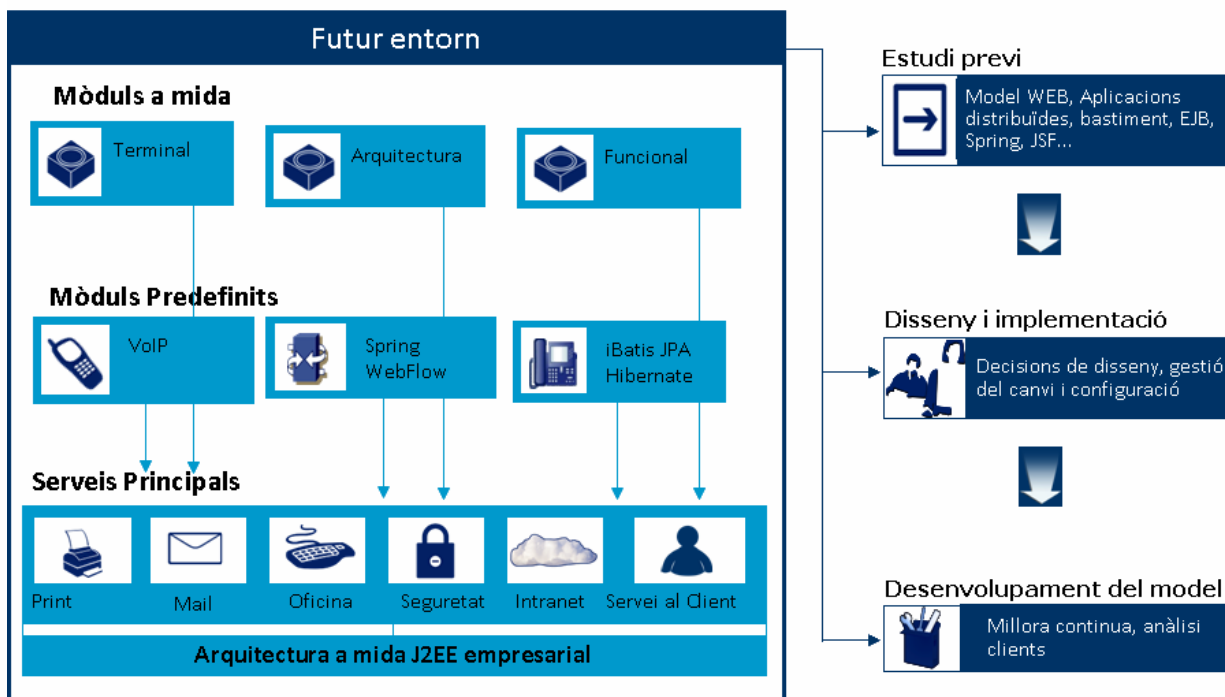 Futur entorn
Mòduls a mida
Terminal
Arquitectura
Funcional
Mòduls Predefinits
VoIP
Spring
WebFlow
iBatis JPA
Hibernate
Serveis Principals
Print
Mail
Oficina
Seguretat
Intranet
Servei al Client
Arquitectura a mida J2EE empresarial
Estudi previ
Model WEB, Aplicacions
distribuïdes, bastiment, EJB,
Spring, JSF...
Disseny i implementació
Decisions de disseny, gestió
del canvi i configuració
Desenvolupament del model
Millora continua, anàlisi
clients